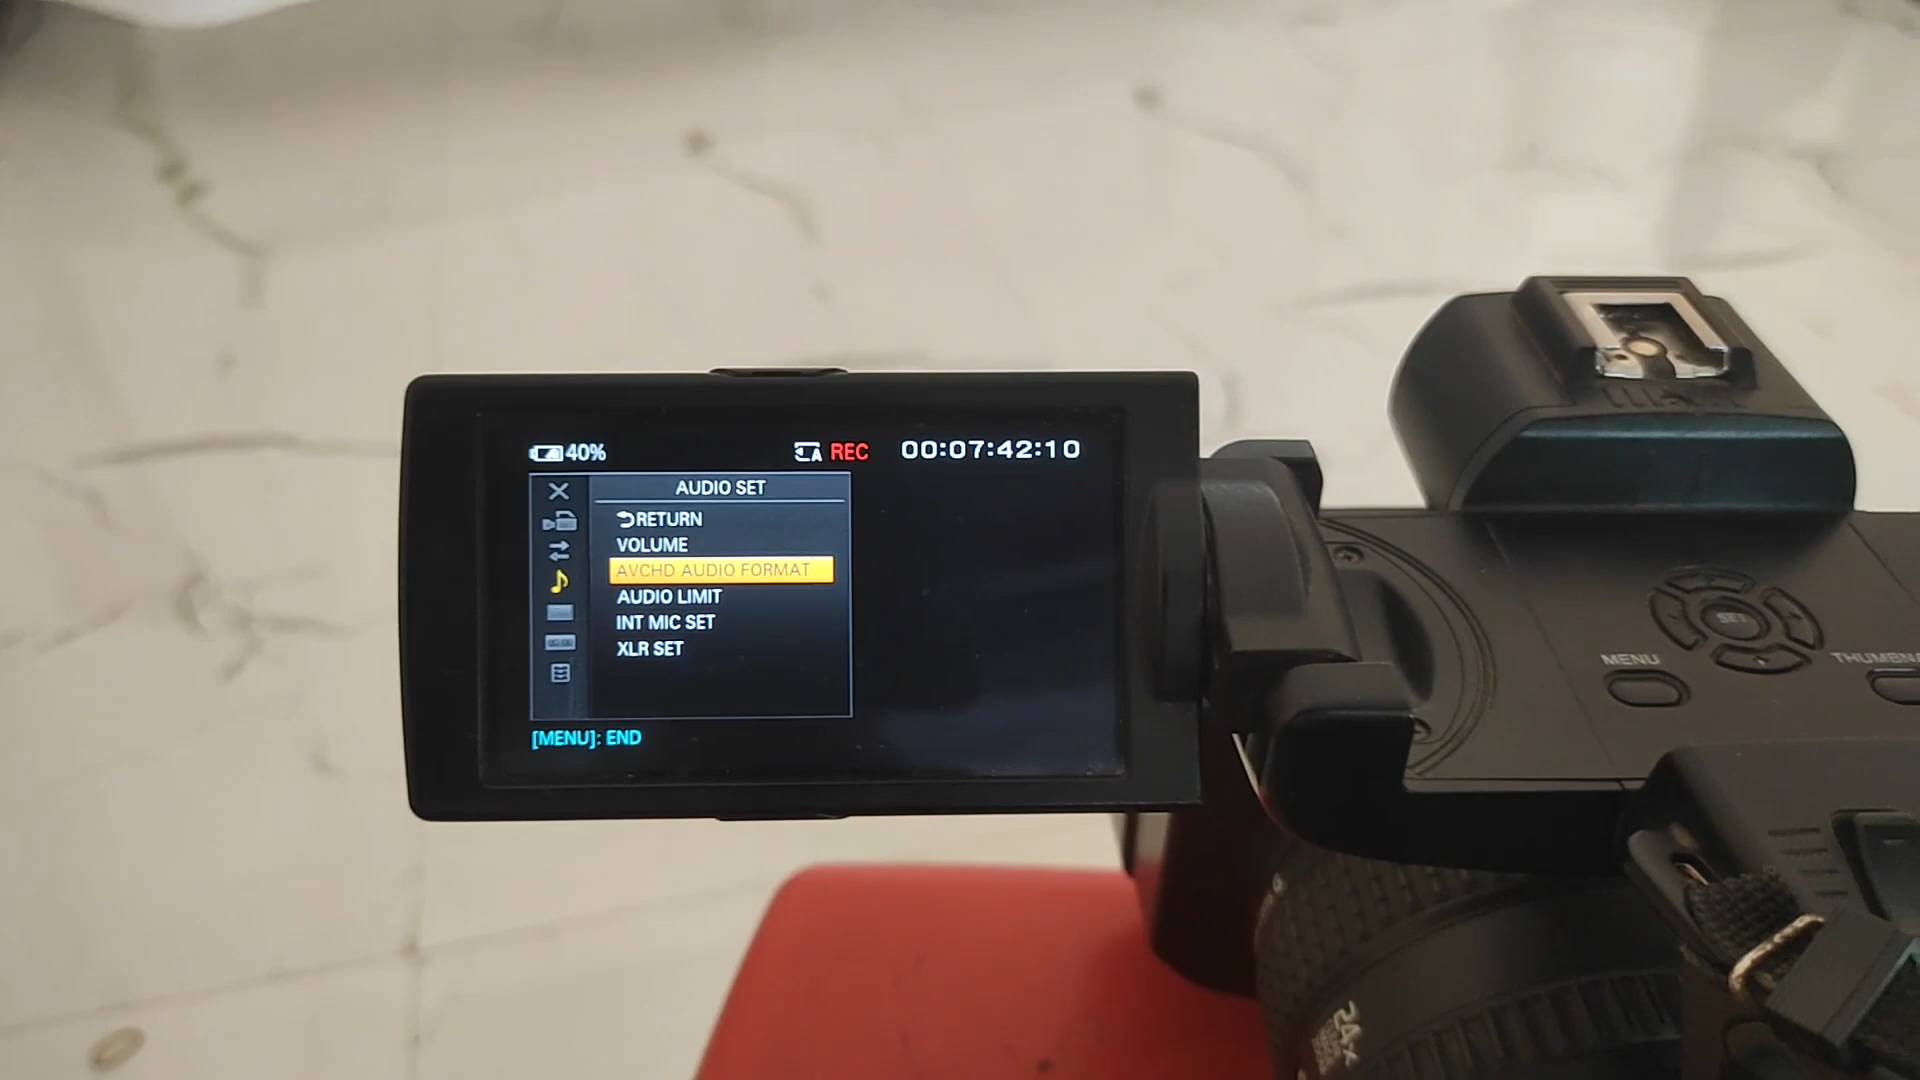 40% A REC 00:07:42:10
AUDIO SET
RETURN
VOLUME
AVCHD AUDIO FORMAT
AUDIO LIMIT
INT MIC SET
XLR SET
[MENU]: END
SET
MENU
24x